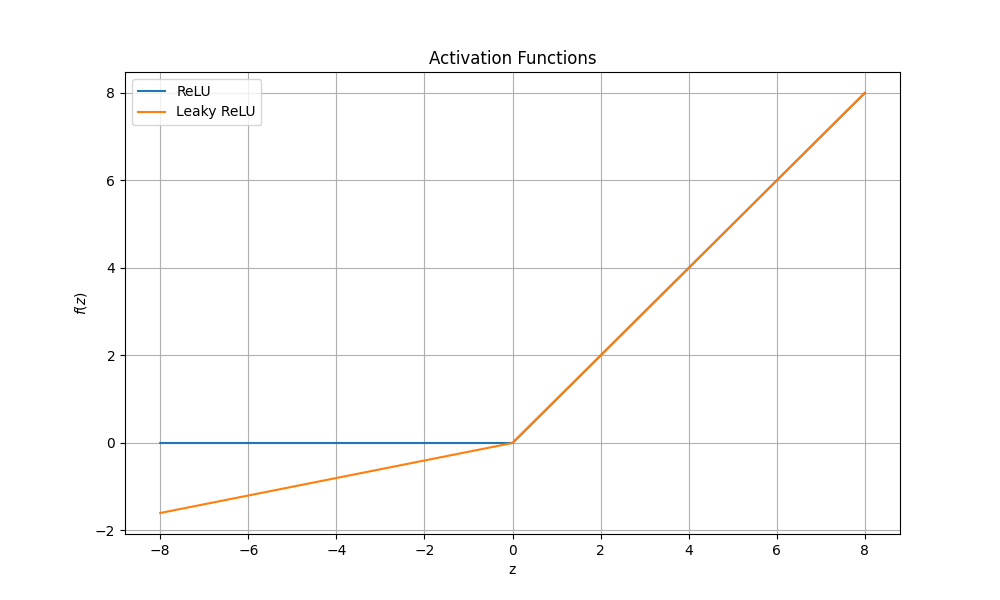 Activation Functions
ReLU
Leaky ReLU
f(z)
8
6
4
2
0
−2
−8 −6 −4 −2 0 2 4 6 8
z